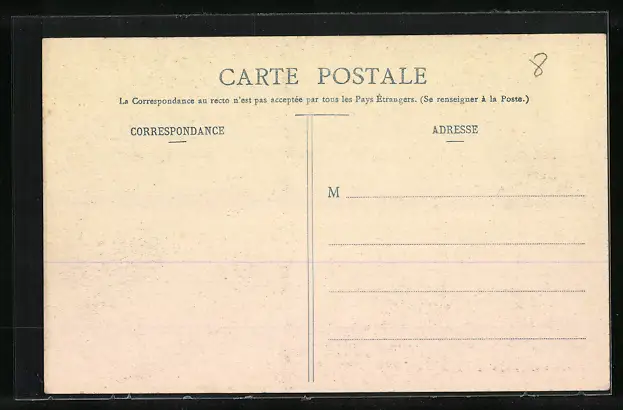 8
CARTE POSTALE
La Correspondance au recto n'est pas acceptée par tous les Pays Étrangers. (Se renseigner à la Poste.)
CORRESPONDANCE
ADRESSE
M